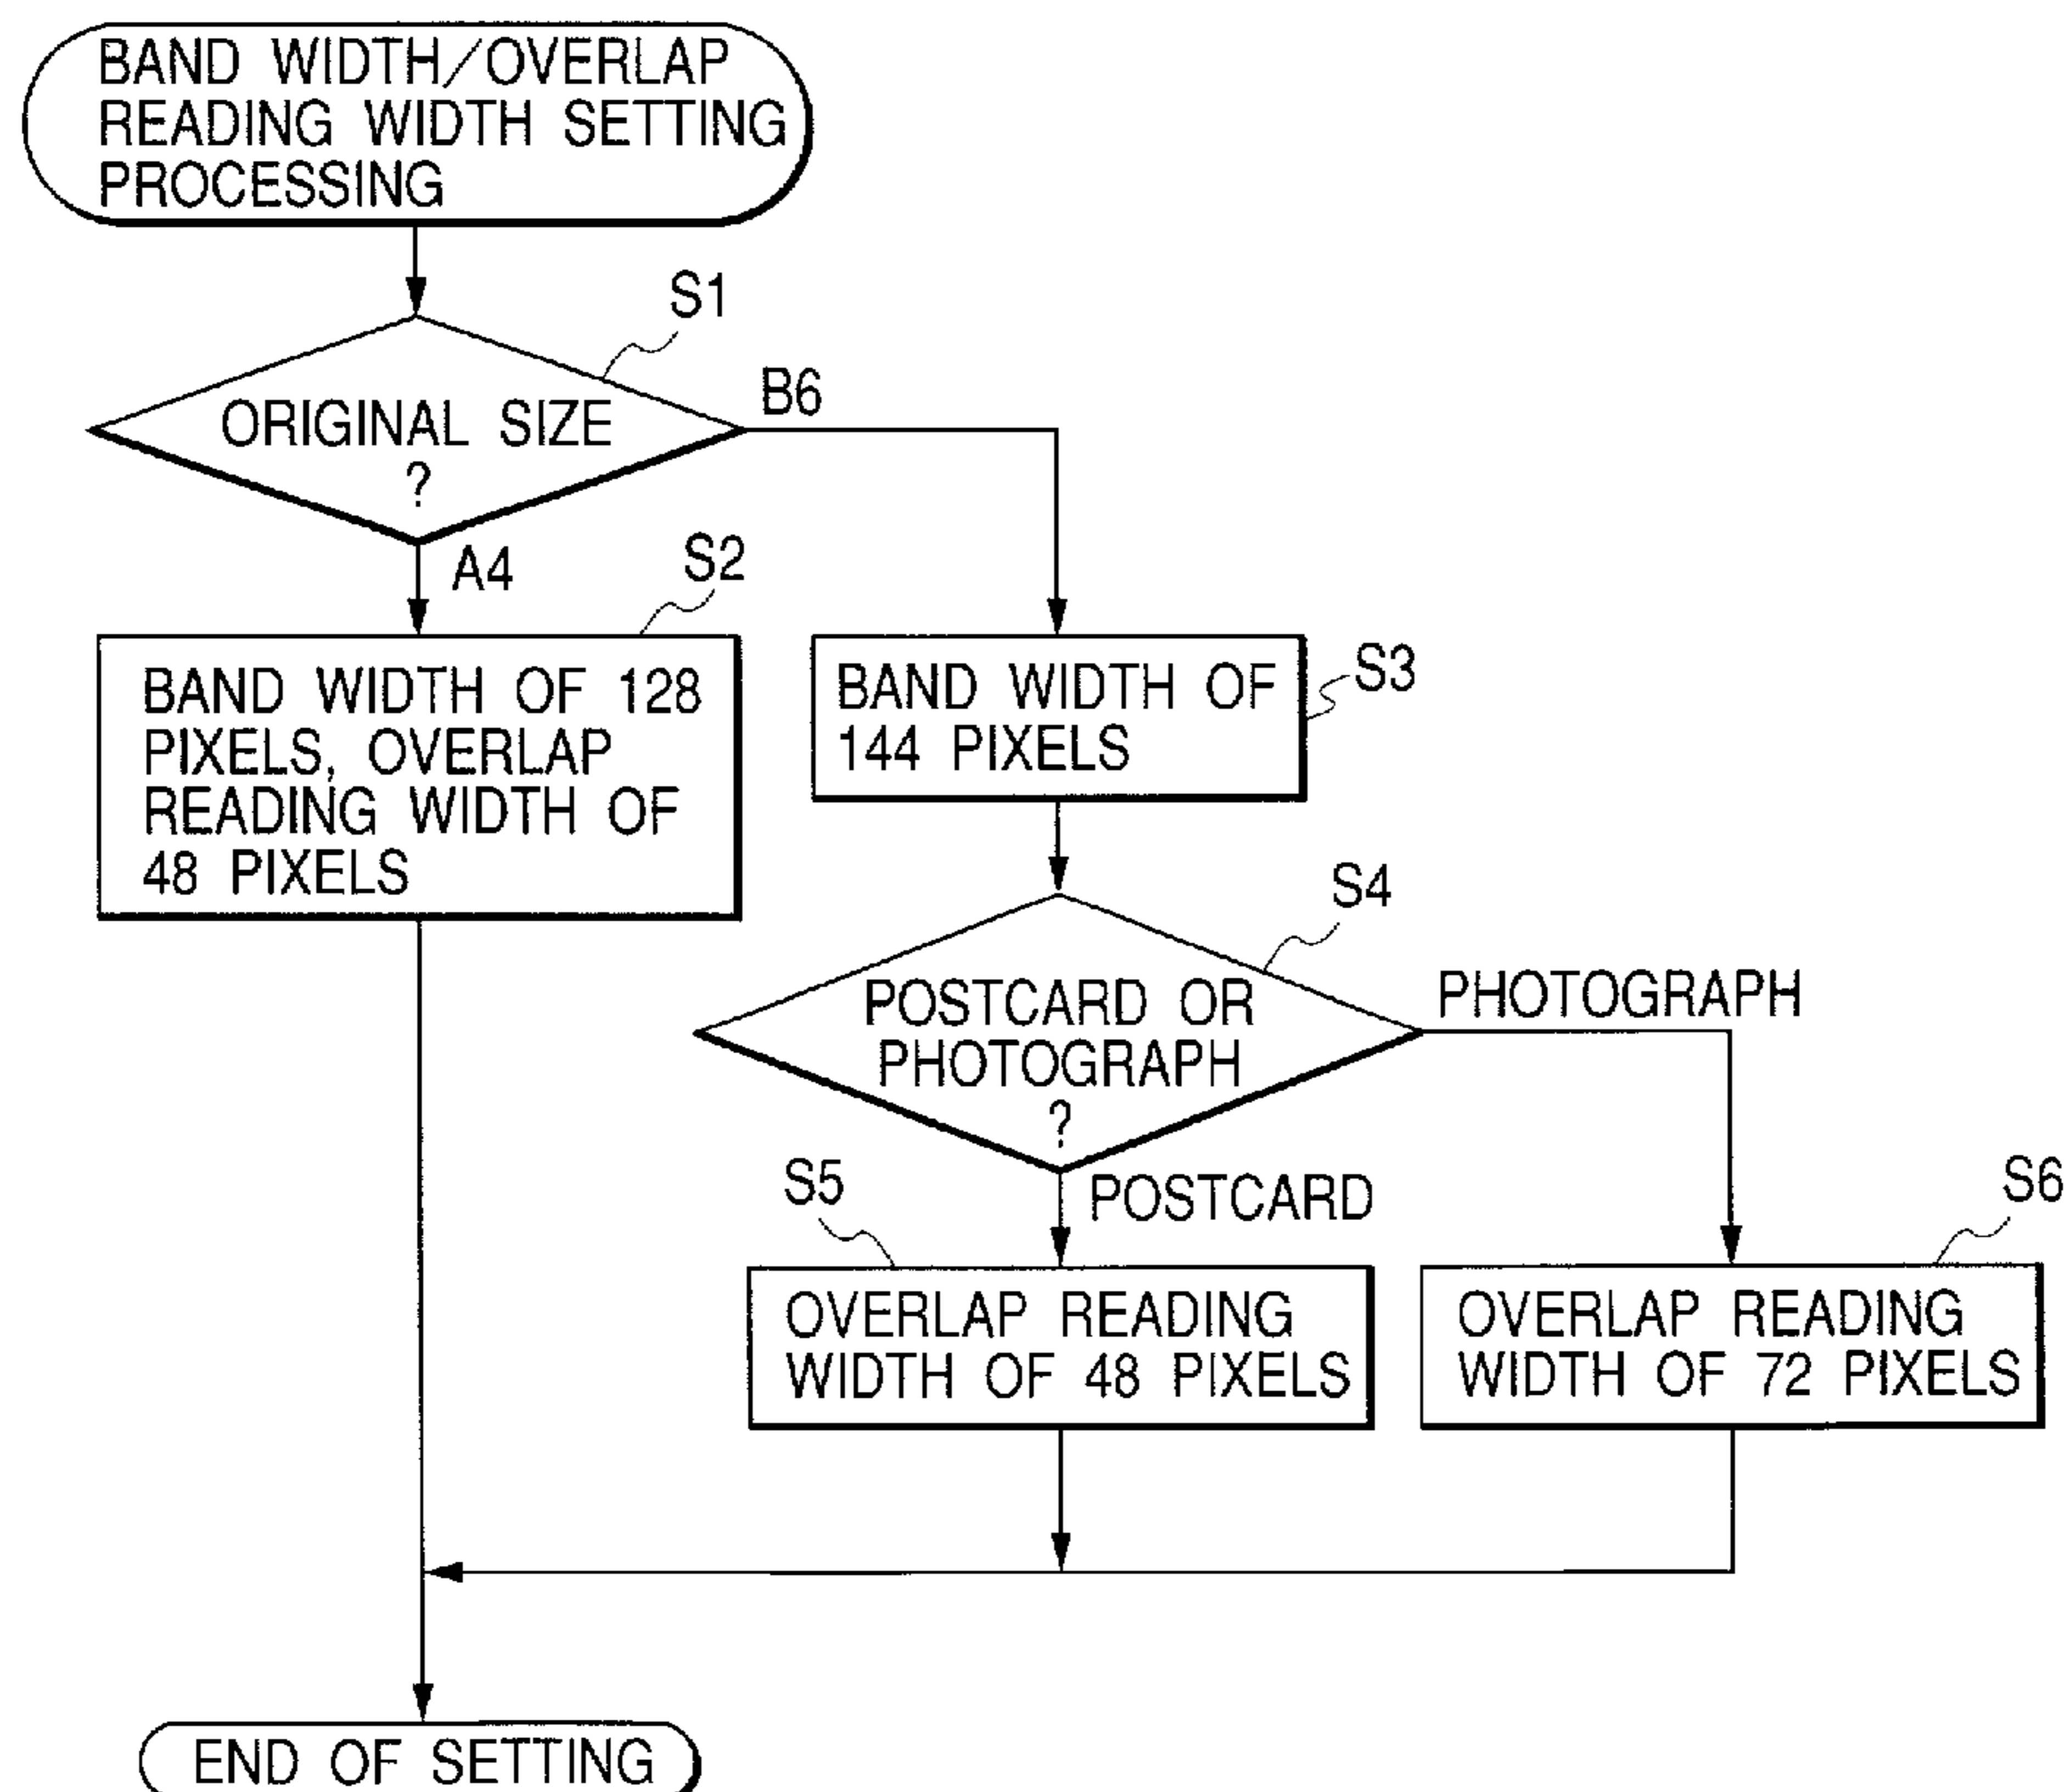 BAND WIDTH/OVERLAP
READING WIDTH SETTING
PROCESSING
S1
ORIGINAL SIZE
?
B6
A4
S2
BAND WIDTH OF 128
PIXELS, OVERLAP
READING WIDTH OF
48 PIXELS
BAND WIDTH OF
144 PIXELS
S3
S4
POSTCARD OR
PHOTOGRAPH
?
PHOTOGRAPH
POSTCARD
S5
OVERLAP READING
WIDTH OF 48 PIXELS
S6
OVERLAP READING
WIDTH OF 72 PIXELS
END OF SETTING